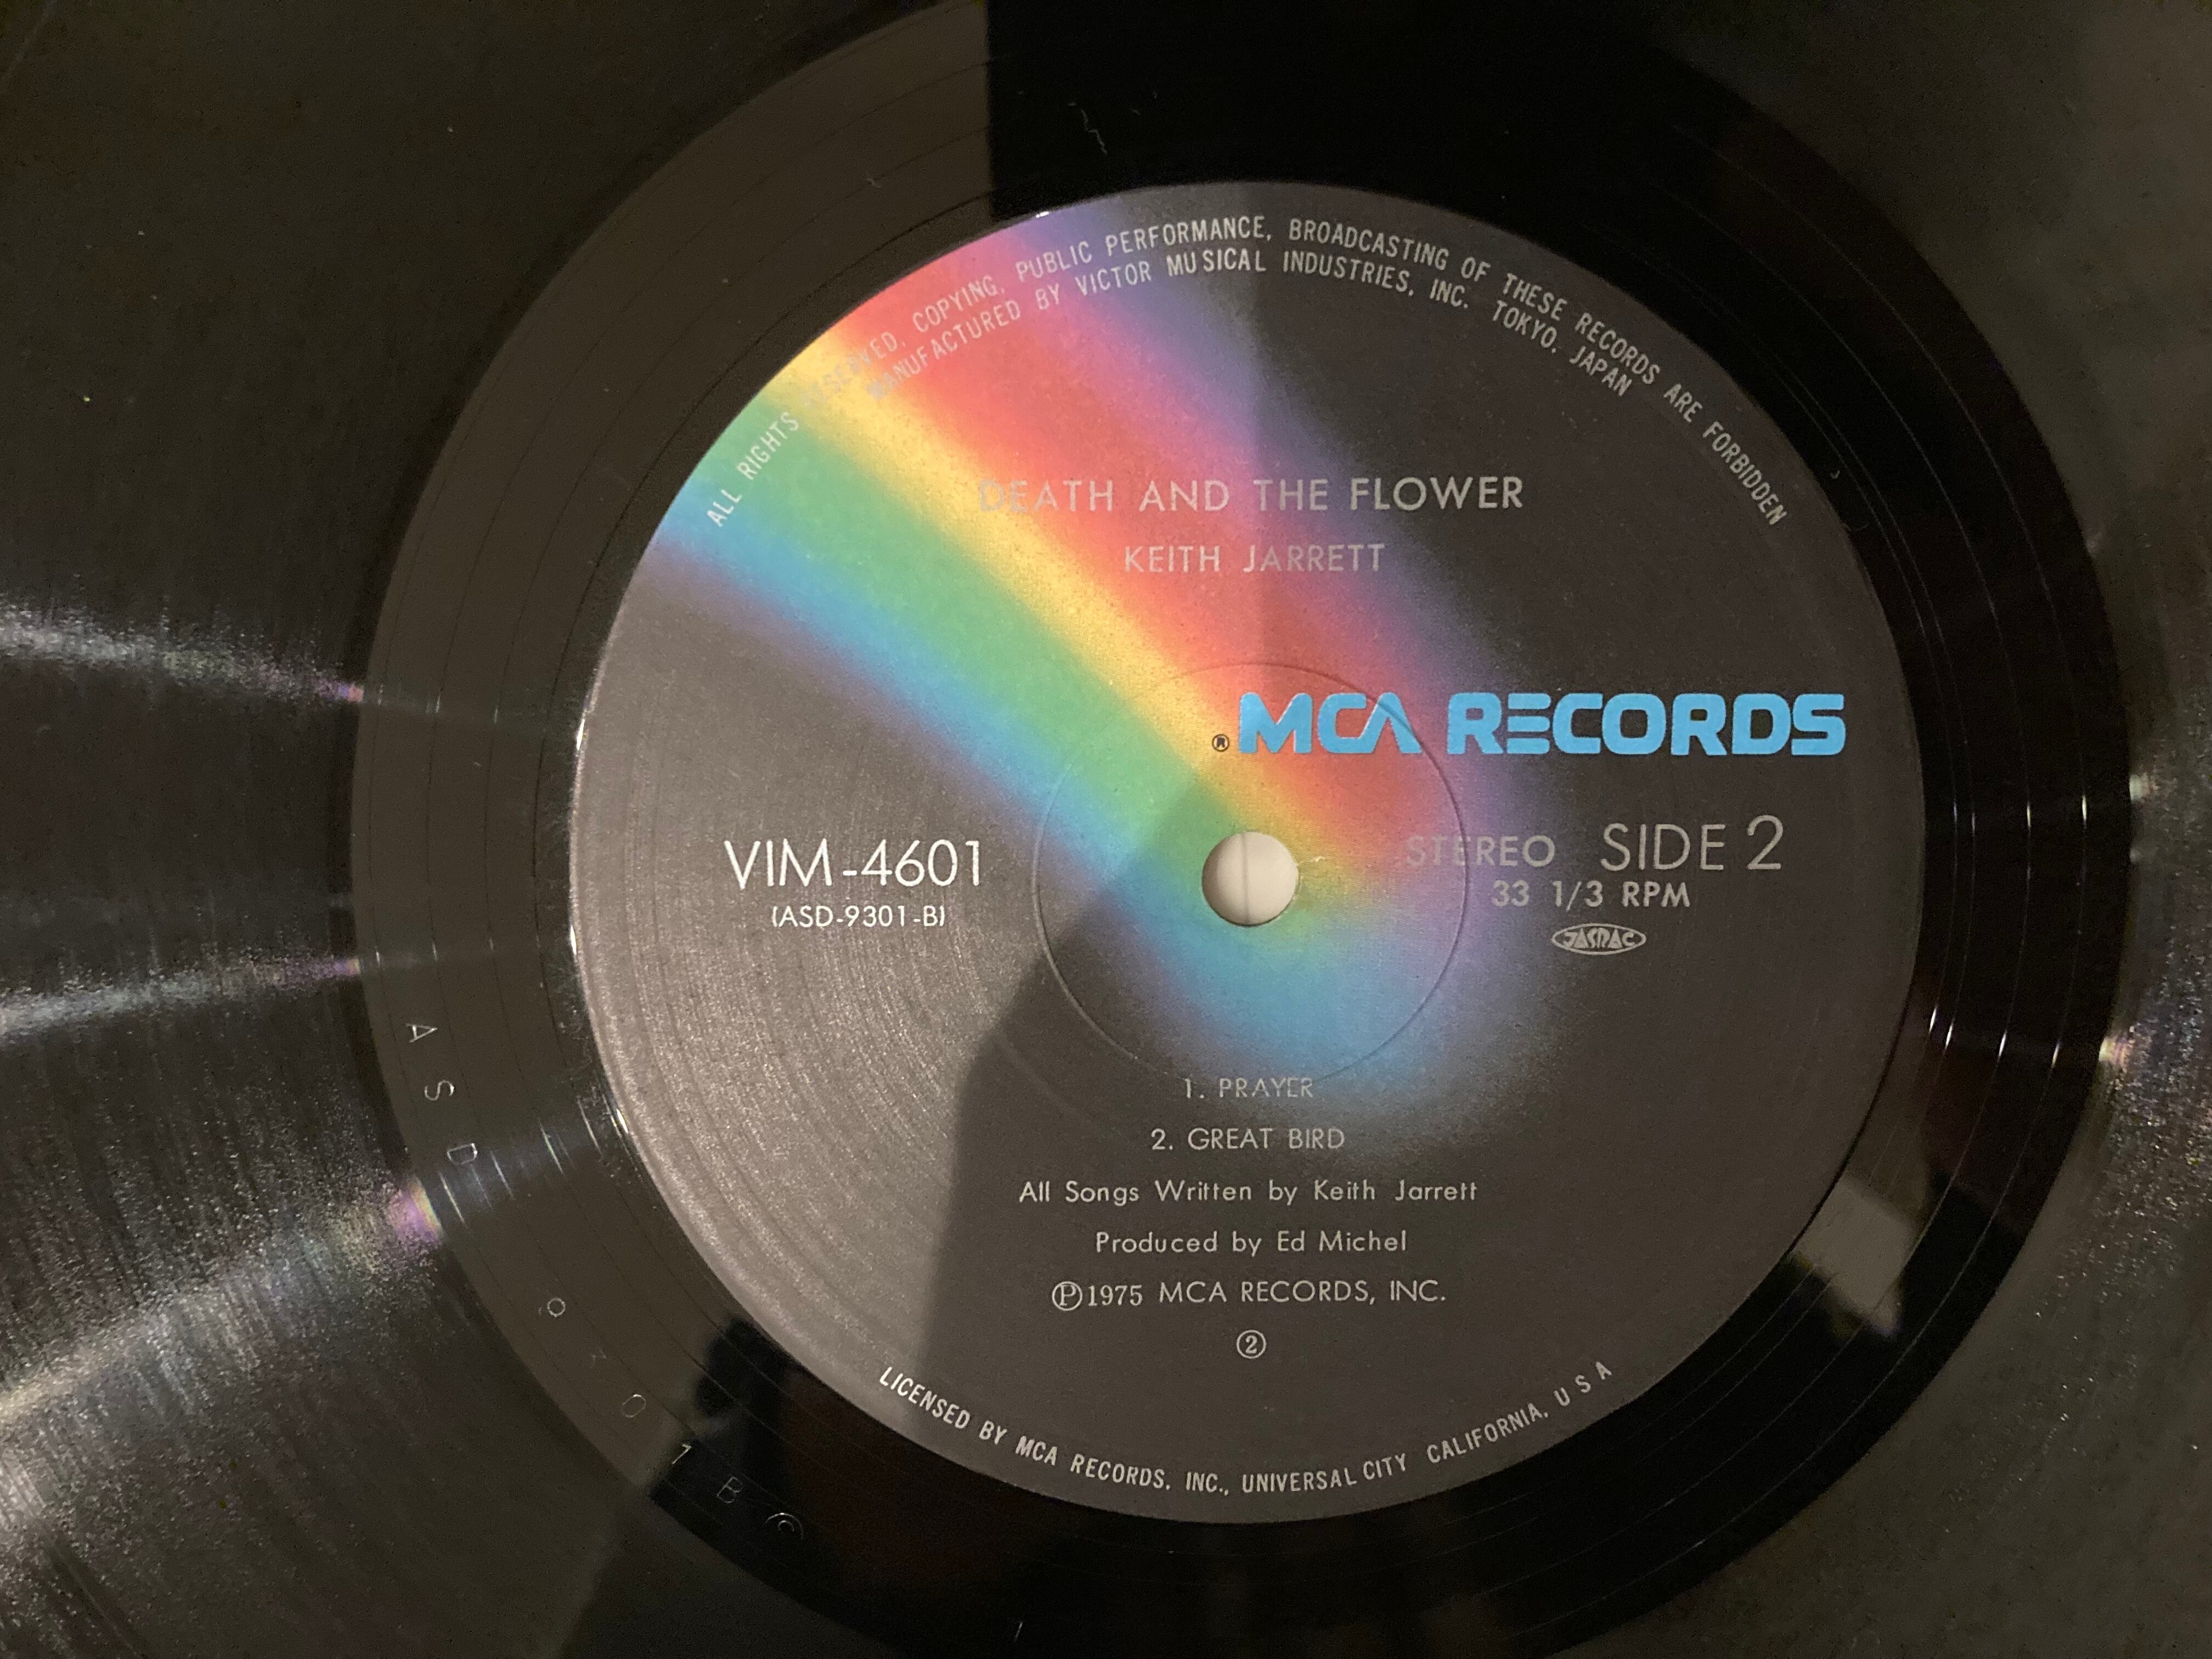 ALL RIGHTS RESERVED. COPYING, PUBLIC PERFORMANCE, BROADCASTING OF THESE RECORDS ARE FORBIDDEN
MANUFACTURED BY VICTOR MUSICAL INDUSTRIES, INC. TOKYO, JAPAN
DEATH AND THE FLOWER
KEITH JARRETT
® MCA RECORDS
VIM-4601
(ASD-9301-B)
STEREO SIDE 2
33 1/3 RPM
JASRAC
1. PRAYER
2. GREAT BIRD
All Songs Written by Keith Jarrett
Produced by Ed Michel
℗1975 MCA RECORDS, INC.
②
LICENSED BY MCA RECORDS, INC., UNIVERSAL CITY CALIFORNIA, U S A
A S D
1 B